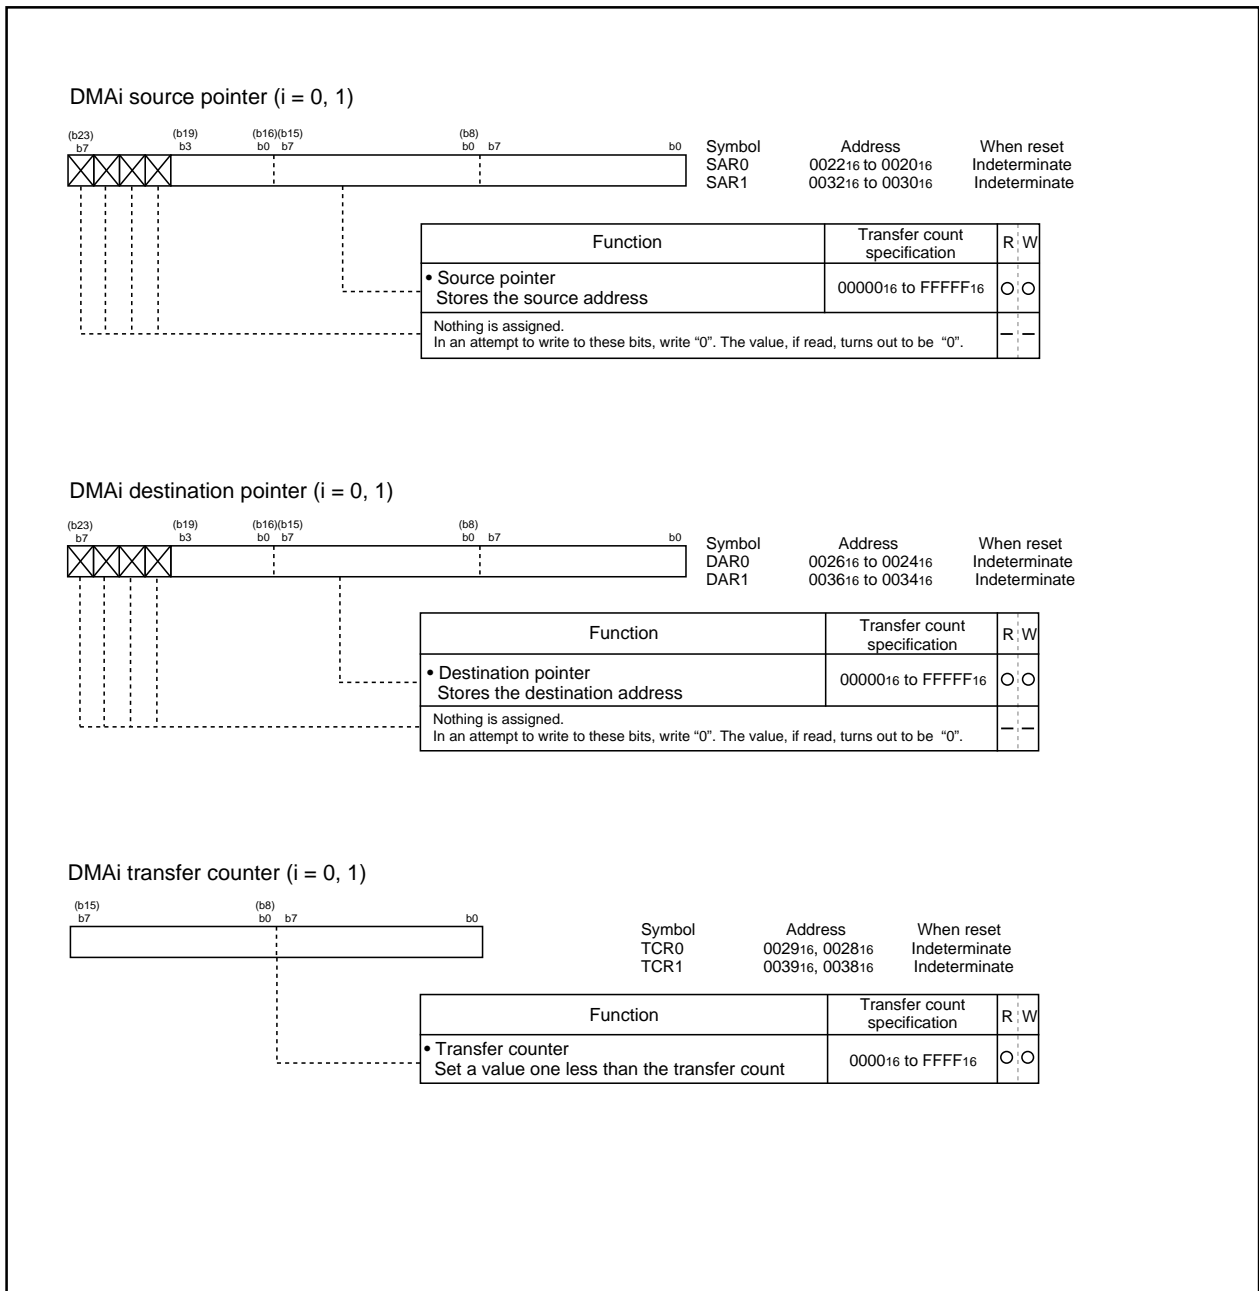 DMAi source pointer (i = 0, 1)
(b23) (b19) (b16)(b15) (b8)
b7 b3 b0 b7 b0 b7 b0
Symbol Address When reset
SAR0 002216 to 002016 Indeterminate
SAR1 003216 to 003016 Indeterminate
Function Transfer count specification R W
• Source pointer
Stores the source address 0000016 to FFFFF16 O O
Nothing is assigned.
In an attempt to write to these bits, write “0”. The value, if read, turns out to be “0”. – –
DMAi destination pointer (i = 0, 1)
(b23) (b19) (b16)(b15) (b8)
b7 b3 b0 b7 b0 b7 b0
Symbol Address When reset
DAR0 002616 to 002416 Indeterminate
DAR1 003616 to 003416 Indeterminate
Function Transfer count specification R W
• Destination pointer
Stores the destination address 0000016 to FFFFF16 O O
Nothing is assigned.
In an attempt to write to these bits, write “0”. The value, if read, turns out to be “0”. – –
DMAi transfer counter (i = 0, 1)
(b15) (b8)
b7 b0 b7 b0
Symbol Address When reset
TCR0 002916, 002816 Indeterminate
TCR1 003916, 003816 Indeterminate
Function Transfer count specification R W
• Transfer counter
Set a value one less than the transfer count 000016 to FFFF16 O O